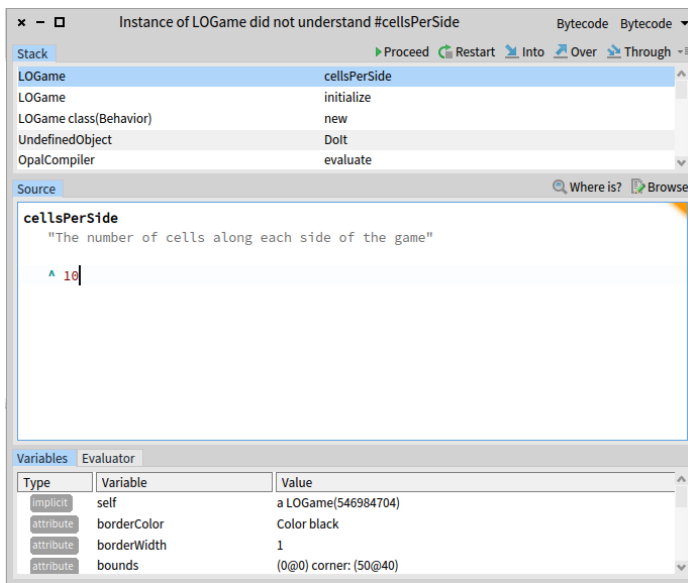 Instance of LOGame did not understand #cellsPerSide Bytecode Bytecode
Stack Proceed Restart Into Over Through
LOGame cellsPerSide
LOGame initialize
LOGame class(Behavior) new
UndefinedObject DoIt
OpalCompiler evaluate
Source Where is? Browse
cellsPerSide
"The number of cells along each side of the game"
^ 10
Variables Evaluator
Type Variable Value
implicit self a LOGame(546984704)
attribute borderColor Color black
attribute borderWidth 1
attribute bounds (0@0) corner: (50@40)